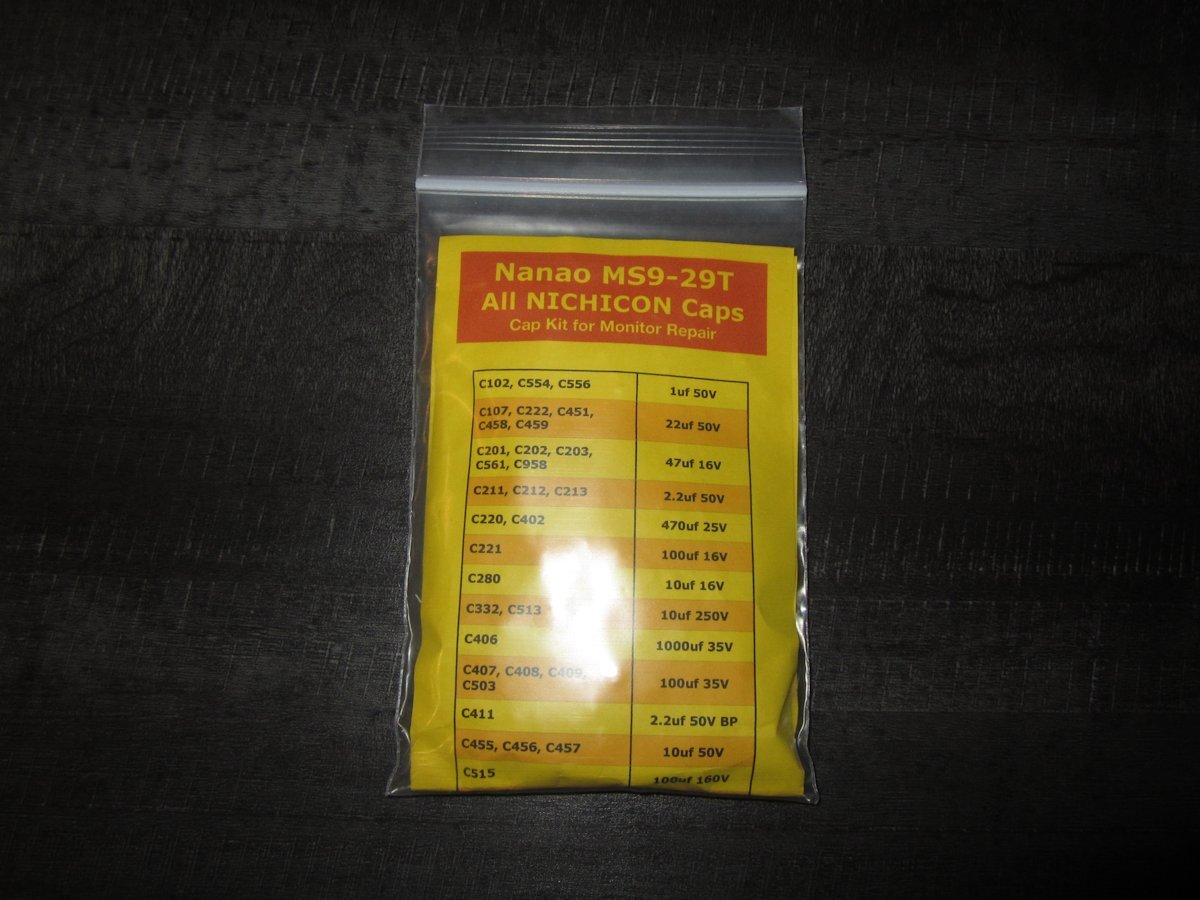 Nanao MS9-29T
All NICHICON Caps
Cap Kit for Monitor Repair
C102, C554, C556 1uf 50V
C107, C222, C451,
C458, C459 22uf 50V
C201, C202, C203,
C561, C958 47uf 16V
C211, C212, C213 2.2uf 50V
C220, C402 470uf 25V
C221 100uf 16V
C280 10uf 16V
C332, C513 10uf 250V
C406 1000uf 35V
C407, C408, C409,
C503 100uf 35V
C411 2.2uf 50V BP
C455, C456, C457 10uf 50V
C515 100uf 160V